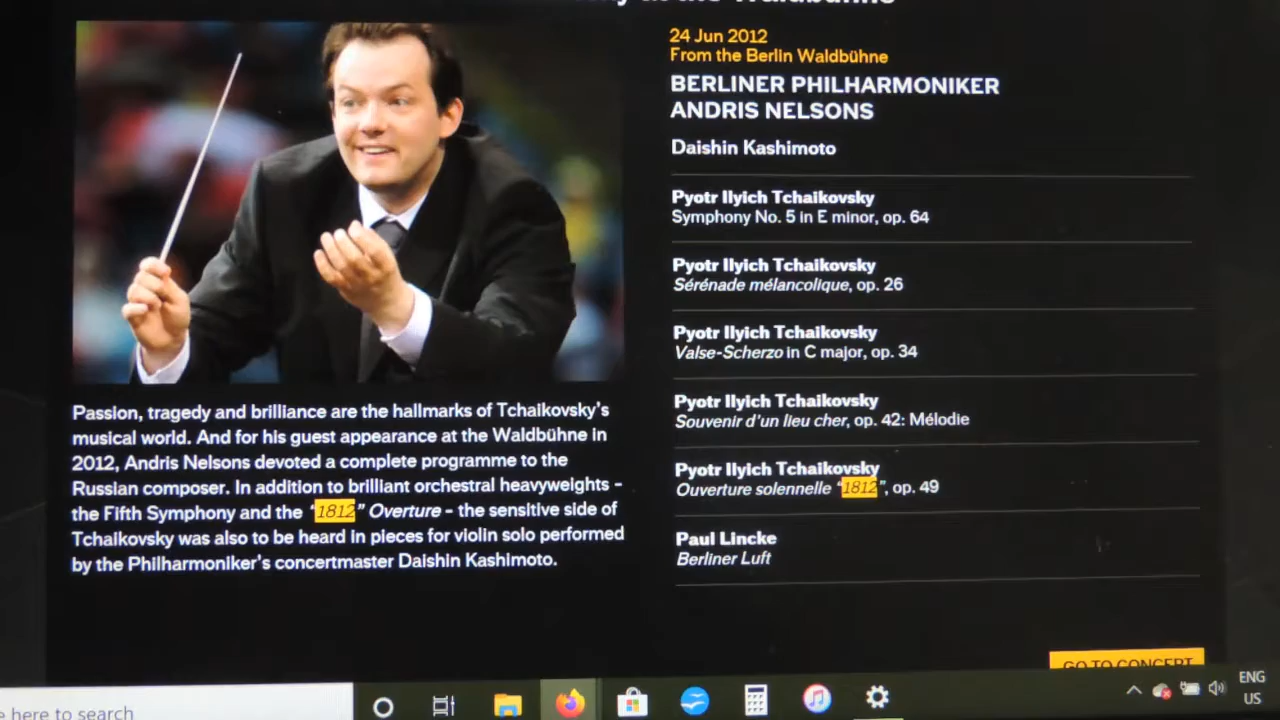 24 Jun 2012
From the Berlin Waldbühne
BERLINER PHILHARMONIKER
ANDRIS NELSONS
Daishin Kashimoto
Pyotr Ilyich Tchaikovsky
Symphony No. 5 in E minor, op. 64
Pyotr Ilyich Tchaikovsky
Sérénade mélancolique, op. 26
Pyotr Ilyich Tchaikovsky
Valse-Scherzo in C major, op. 34
Pyotr Ilyich Tchaikovsky
Souvenir d'un lieu cher, op. 42: Mélodie
Pyotr Ilyich Tchaikovsky
Ouverture solennelle “1812”, op. 49
Paul Lincke
Berliner Luft
Passion, tragedy and brilliance are the hallmarks of Tchaikovsky's
musical world. And for his guest appearance at the Waldbühne in
2012, Andris Nelsons devoted a complete programme to the
Russian composer. In addition to brilliant orchestral heavyweights –
the Fifth Symphony and the “1812” Overture – the sensitive side of
Tchaikovsky was also to be heard in pieces for violin solo performed
by the Philharmoniker's concertmaster Daishin Kashimoto.
GO TO CONCERT
here to search
ENG
US